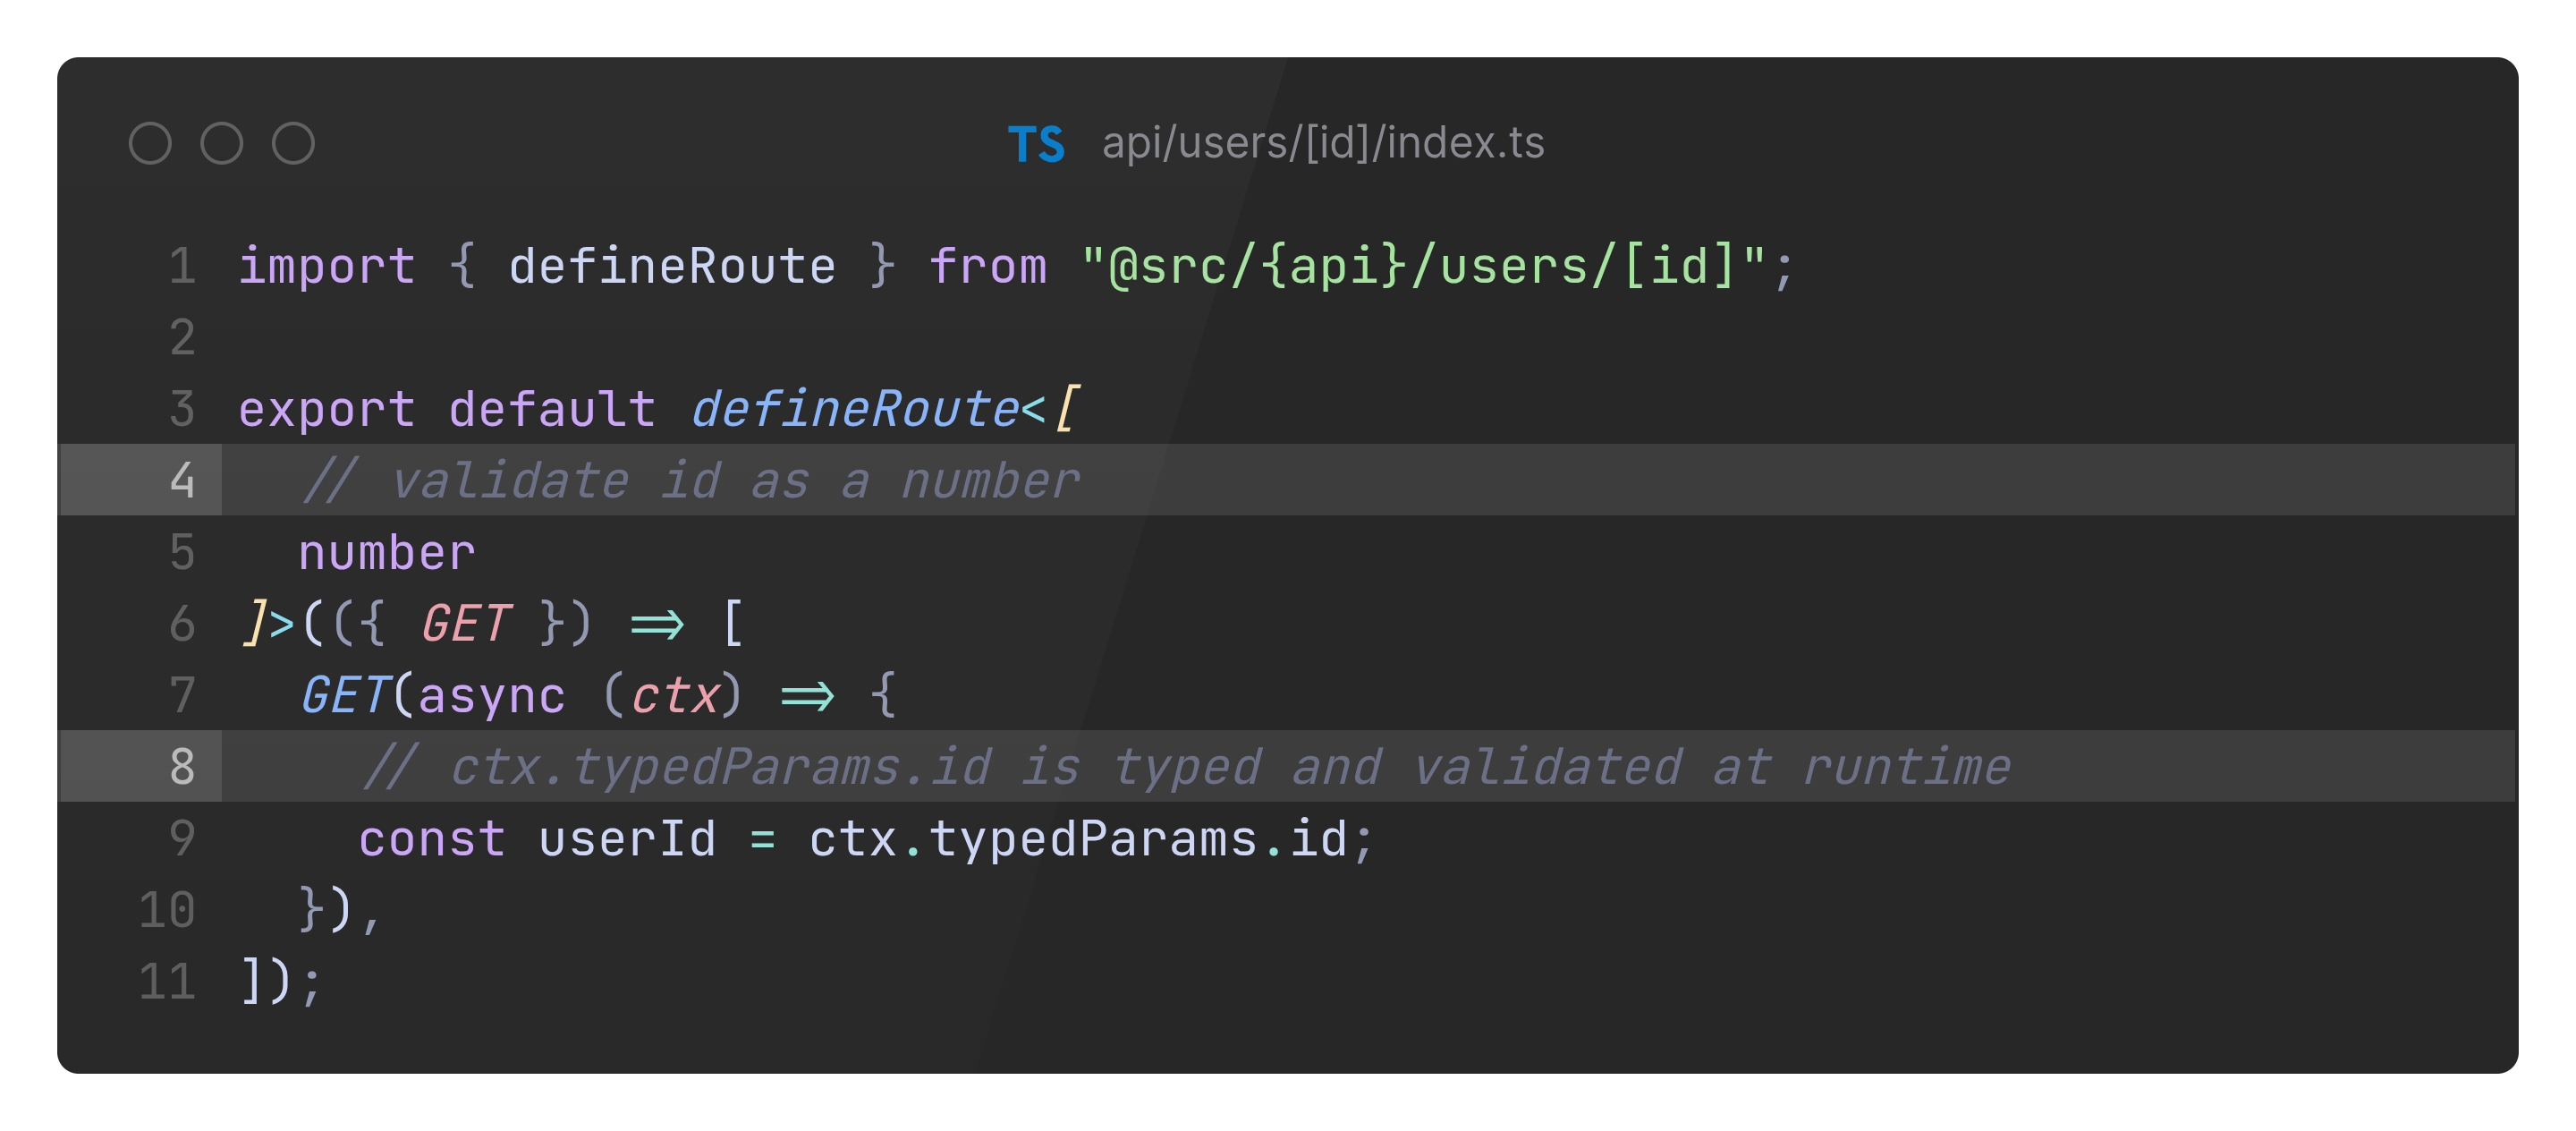 TS api/users/[id]/index.ts
1 import { defineRoute } from "@src/{api}/users/[id]";
2
3 export default defineRoute<[
4   // validate id as a number
5   number
6 ]>(({ GET }) => [
7   GET(async (ctx) => {
8     // ctx.typedParams.id is typed and validated at runtime
9     const userId = ctx.typedParams.id;
10   }),
11 ]);